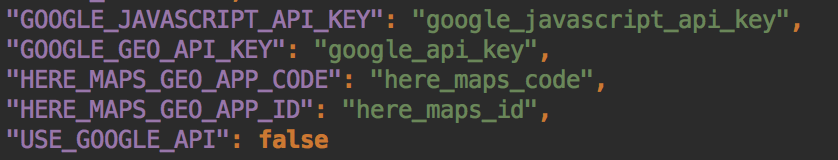 "GOOGLE_JAVASCRIPT_API_KEY": "google_javascript_api_key",
"GOOGLE_GEO_API_KEY": "google_api_key",
"HERE_MAPS_GEO_APP_CODE": "here_maps_code",
"HERE_MAPS_GEO_APP_ID": "here_maps_id",
"USE_GOOGLE_API": false